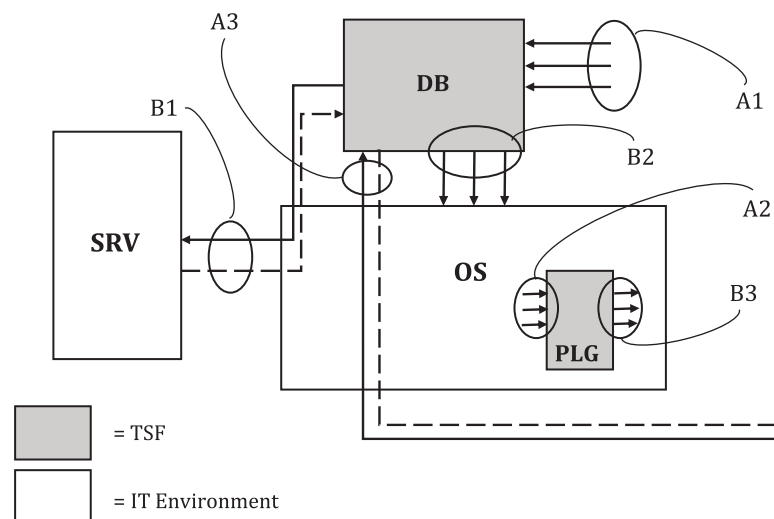 A3
DB
A1
B1
B2
A2
SRV
OS
B3
PLG
= TSF
= IT Environment